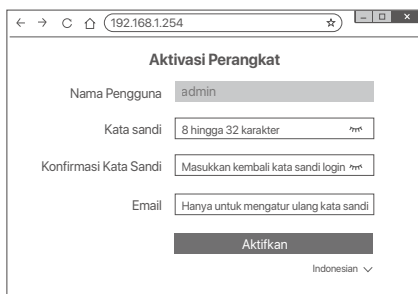 192.168.1.254
Aktivasi Perangkat
Nama Pengguna admin
Kata sandi 8 hingga 32 karakter
Konfirmasi Kata Sandi Masukkan kembali kata sandi login
Email Hanya untuk mengatur ulang kata sandi
Aktifkan
Indonesian